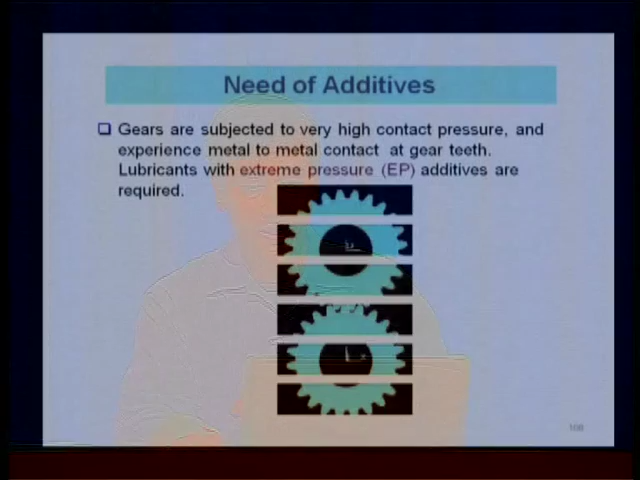 Need of Additives
Gears are subjected to very high contact pressure, and
experience metal to metal contact at gear teeth.
Lubricants with extreme pressure (EP) additives are
required.